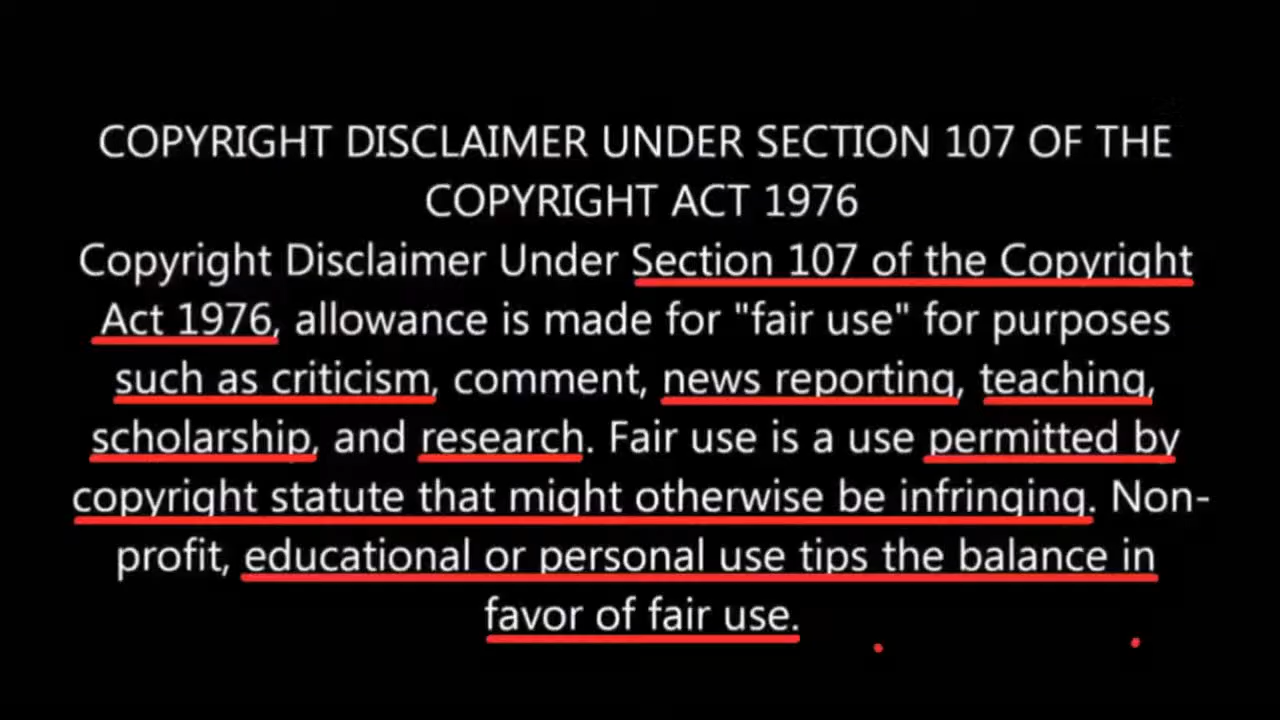 COPYRIGHT DISCLAIMER UNDER SECTION 107 OF THE
COPYRIGHT ACT 1976
Copyright Disclaimer Under Section 107 of the Copyright
Act 1976, allowance is made for "fair use" for purposes
such as criticism, comment, news reporting, teaching,
scholarship, and research. Fair use is a use permitted by
copyright statute that might otherwise be infringing. Non-
profit, educational or personal use tips the balance in
favor of fair use.